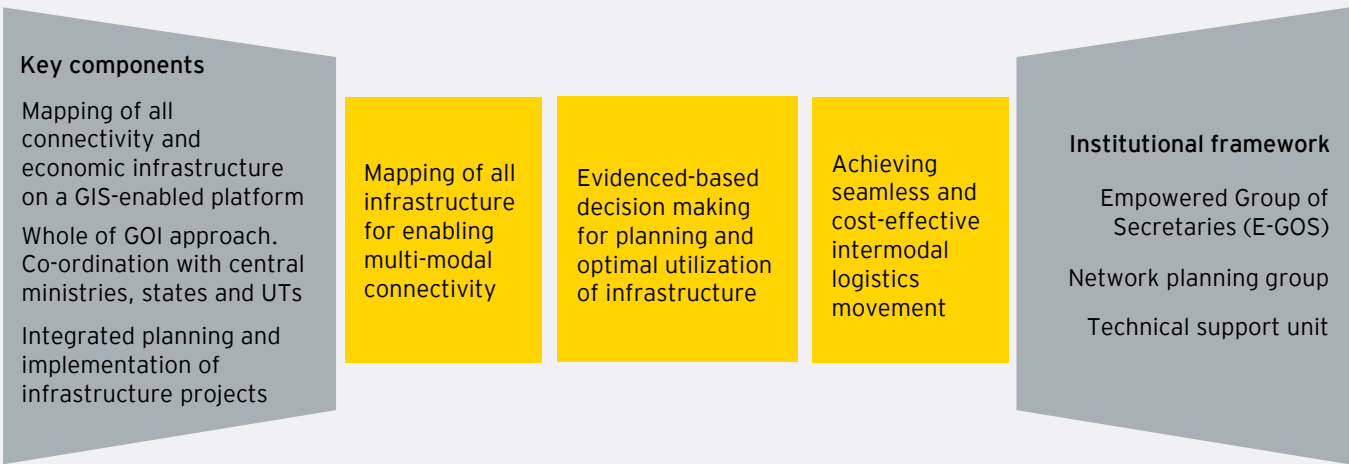 Key components
Mapping of all
connectivity and
economic infrastructure
on a GIS-enabled platform
Whole of GOI approach.
Co-ordination with central
ministries, states and UTs
Integrated planning and
implementation of
infrastructure projects
Mapping of all
infrastructure
for enabling
multi-modal
connectivity
Evidenced-based
decision making
for planning and
optimal utilization
of infrastructure
Achieving
seamless and
cost-effective
intermodal
logistics
movement
Institutional framework
Empowered Group of
Secretaries (E-GOS)
Network planning group
Technical support unit